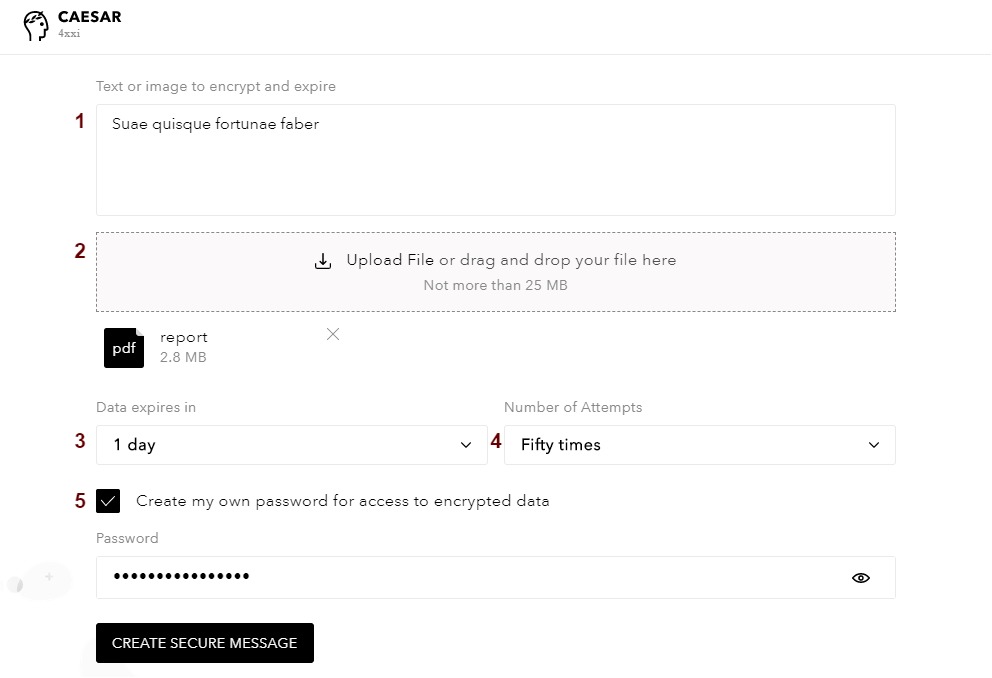 CAESAR
4xxi
Text or image to encrypt and expire
1
Suae quisque fortunae faber
2
Upload File or drag and drop your file here
Not more than 25 MB
pdf
report
2.8 MB
Data expires in
Number of Attempts
3
1 day
4
Fifty times
5
Create my own password for access to encrypted data
Password
••••••••••••••••
CREATE SECURE MESSAGE